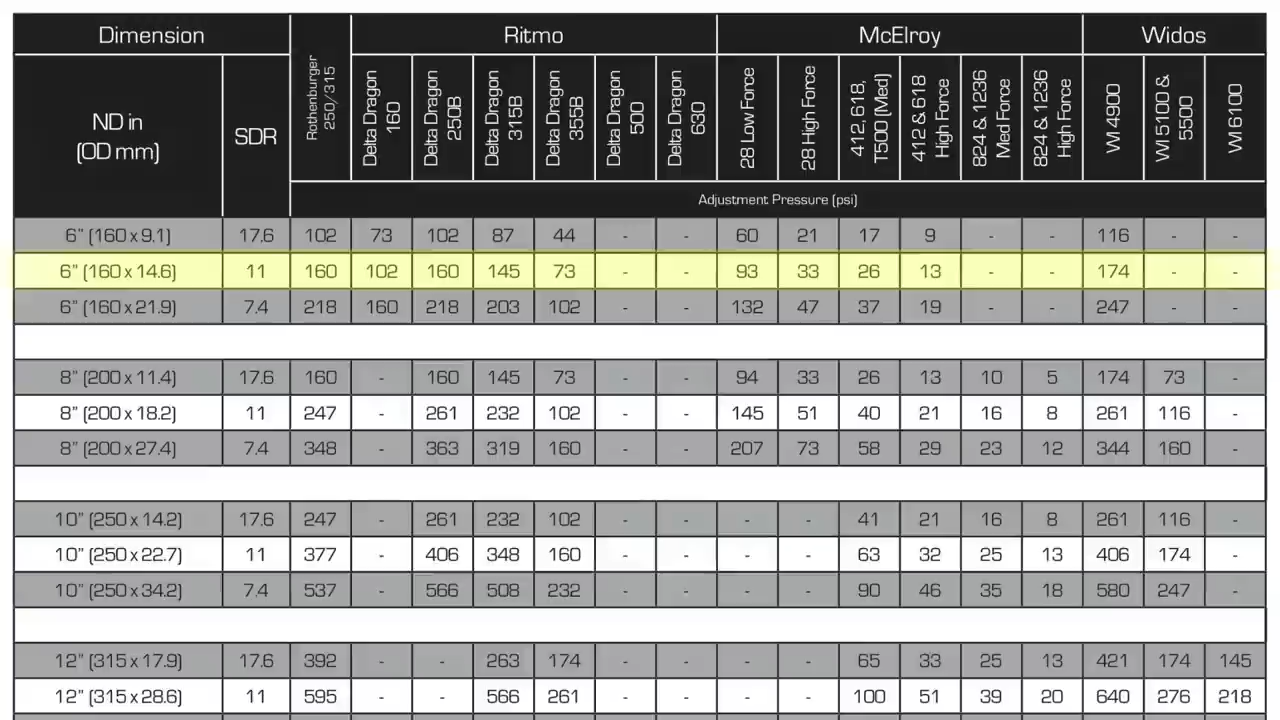 Dimension Ritmo McElroy Widos
ND in (OD mm) SDR Rothenburger 250/315 Delta Dragon 160 Delta Dragon 250B Delta Dragon 315B Delta Dragon 355B Delta Dragon 500 Delta Dragon 630 28 Low Force 28 High Force 412, 618, T500 (Med) 412 & 618 High Force 824 & 1236 Med Force 824 & 1236 High Force WI 4900 WI 5100 & 5500 WI 6100
Adjustment Pressure (psi)
6" (160 x 9.1) 17.6 102 73 102 87 44 - - 60 21 17 9 - - 116 - -
6" (160 x 14.6) 11 160 102 160 145 73 - - 93 33 26 13 - - 174 - -
6" (160 x 21.9) 7.4 218 160 218 203 102 - - 132 47 37 19 - - 247 - -
8" (200 x 11.4) 17.6 160 - 160 145 73 - - 94 33 26 13 10 5 174 73 -
8" (200 x 18.2) 11 247 - 261 232 102 - - 145 51 40 21 16 8 261 116 -
8" (200 x 27.4) 7.4 348 - 363 319 160 - - 207 73 58 29 23 12 344 160 -
10" (250 x 14.2) 17.6 247 - 261 232 102 - - - - 41 21 16 8 261 116 -
10" (250 x 22.7) 11 377 - 406 348 160 - - - - 63 32 25 13 406 174 -
10" (250 x 34.2) 7.4 537 - 566 508 232 - - - - 90 46 35 18 580 247 -
12" (315 x 17.9) 17.6 392 - - 263 174 - - - - 65 33 25 13 421 174 145
12" (315 x 28.6) 11 595 - - 566 261 - - - - 100 51 39 20 640 276 218